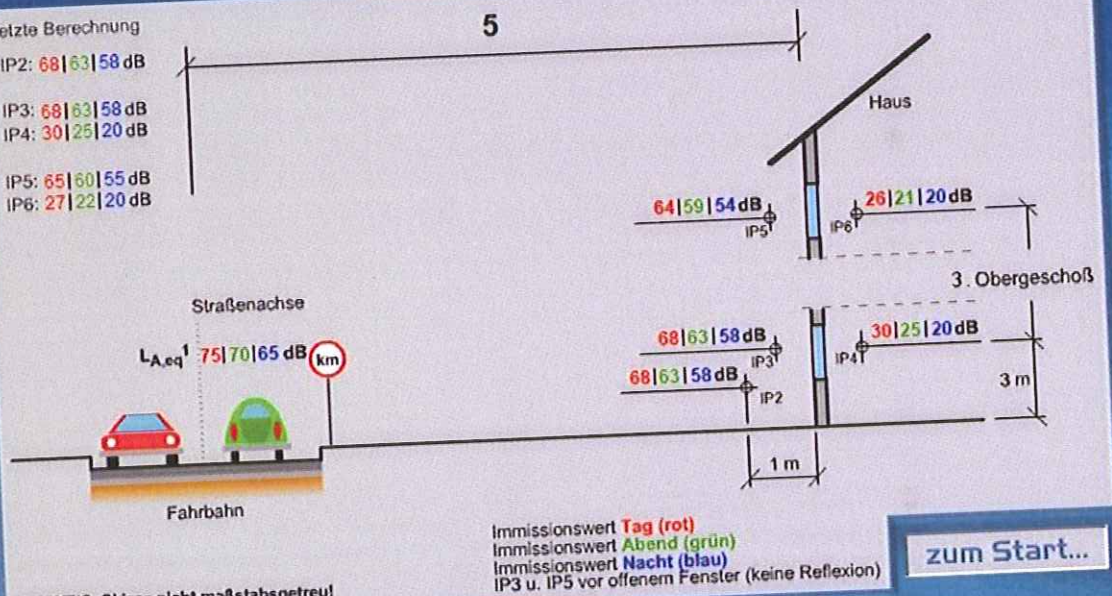 etzte Berechnung
IP2: 68|63|58 dB
IP3: 68|63|58 dB
IP4: 30|25|20 dB
IP5: 65|60|55 dB
IP6: 27|22|20 dB
5
Haus
64|59|54 dB
IP5
26|21|20 dB
IP6
3. Obergeschoß
Straßenachse
LA,eq¹ 75|70|65 dB
km
68|63|58 dB
IP3
30|25|20 dB
IP4
68|63|58 dB
IP2
3 m
1 m
Fahrbahn
Immissionswert Tag (rot)
Immissionswert Abend (grün)
Immissionswert Nacht (blau)
IP3 u. IP5 vor offenem Fenster (keine Reflexion)
zum Start...
nicht maßstabsgetreu!